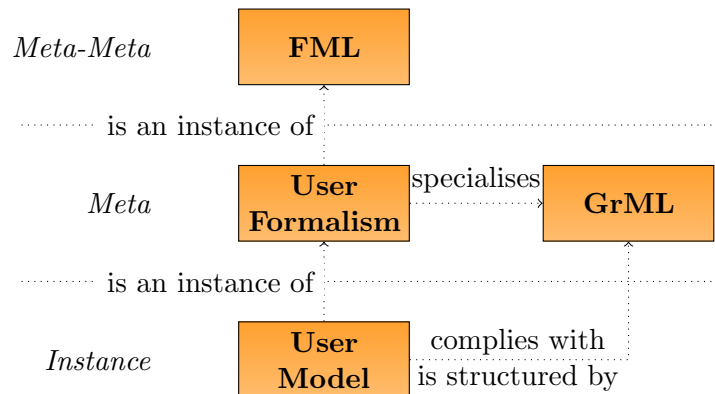 Meta-Meta
FML
is an instance of
Meta
User
Formalism
specialises
GrML
is an instance of
Instance
User
Model
complies with
is structured by